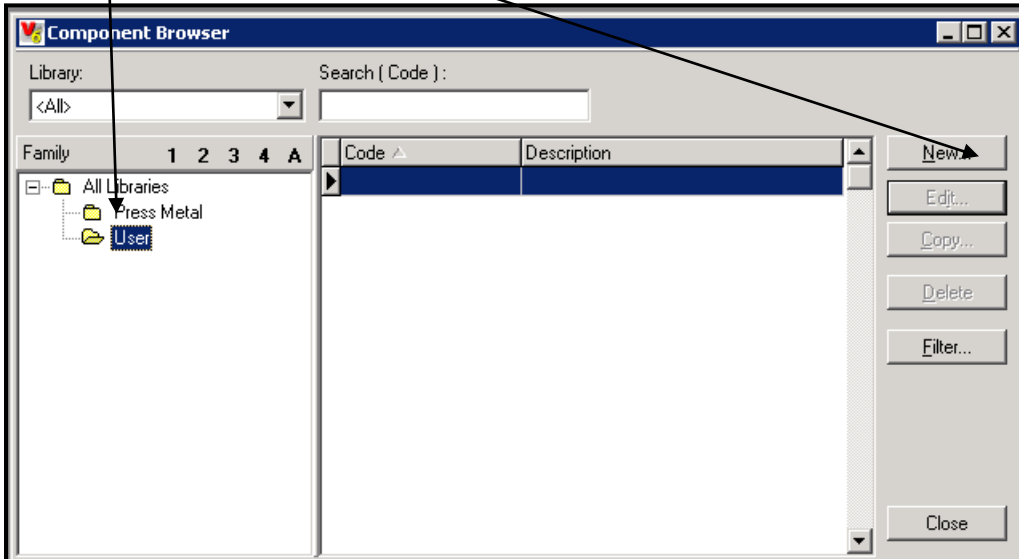 Component Browser
Library: Search ( Code ) :
<All>
Family 1 2 3 4 A Code Description New...
All Libraries
Press Metal
User
Edit...
Copy...
Delete
Filter...
Close